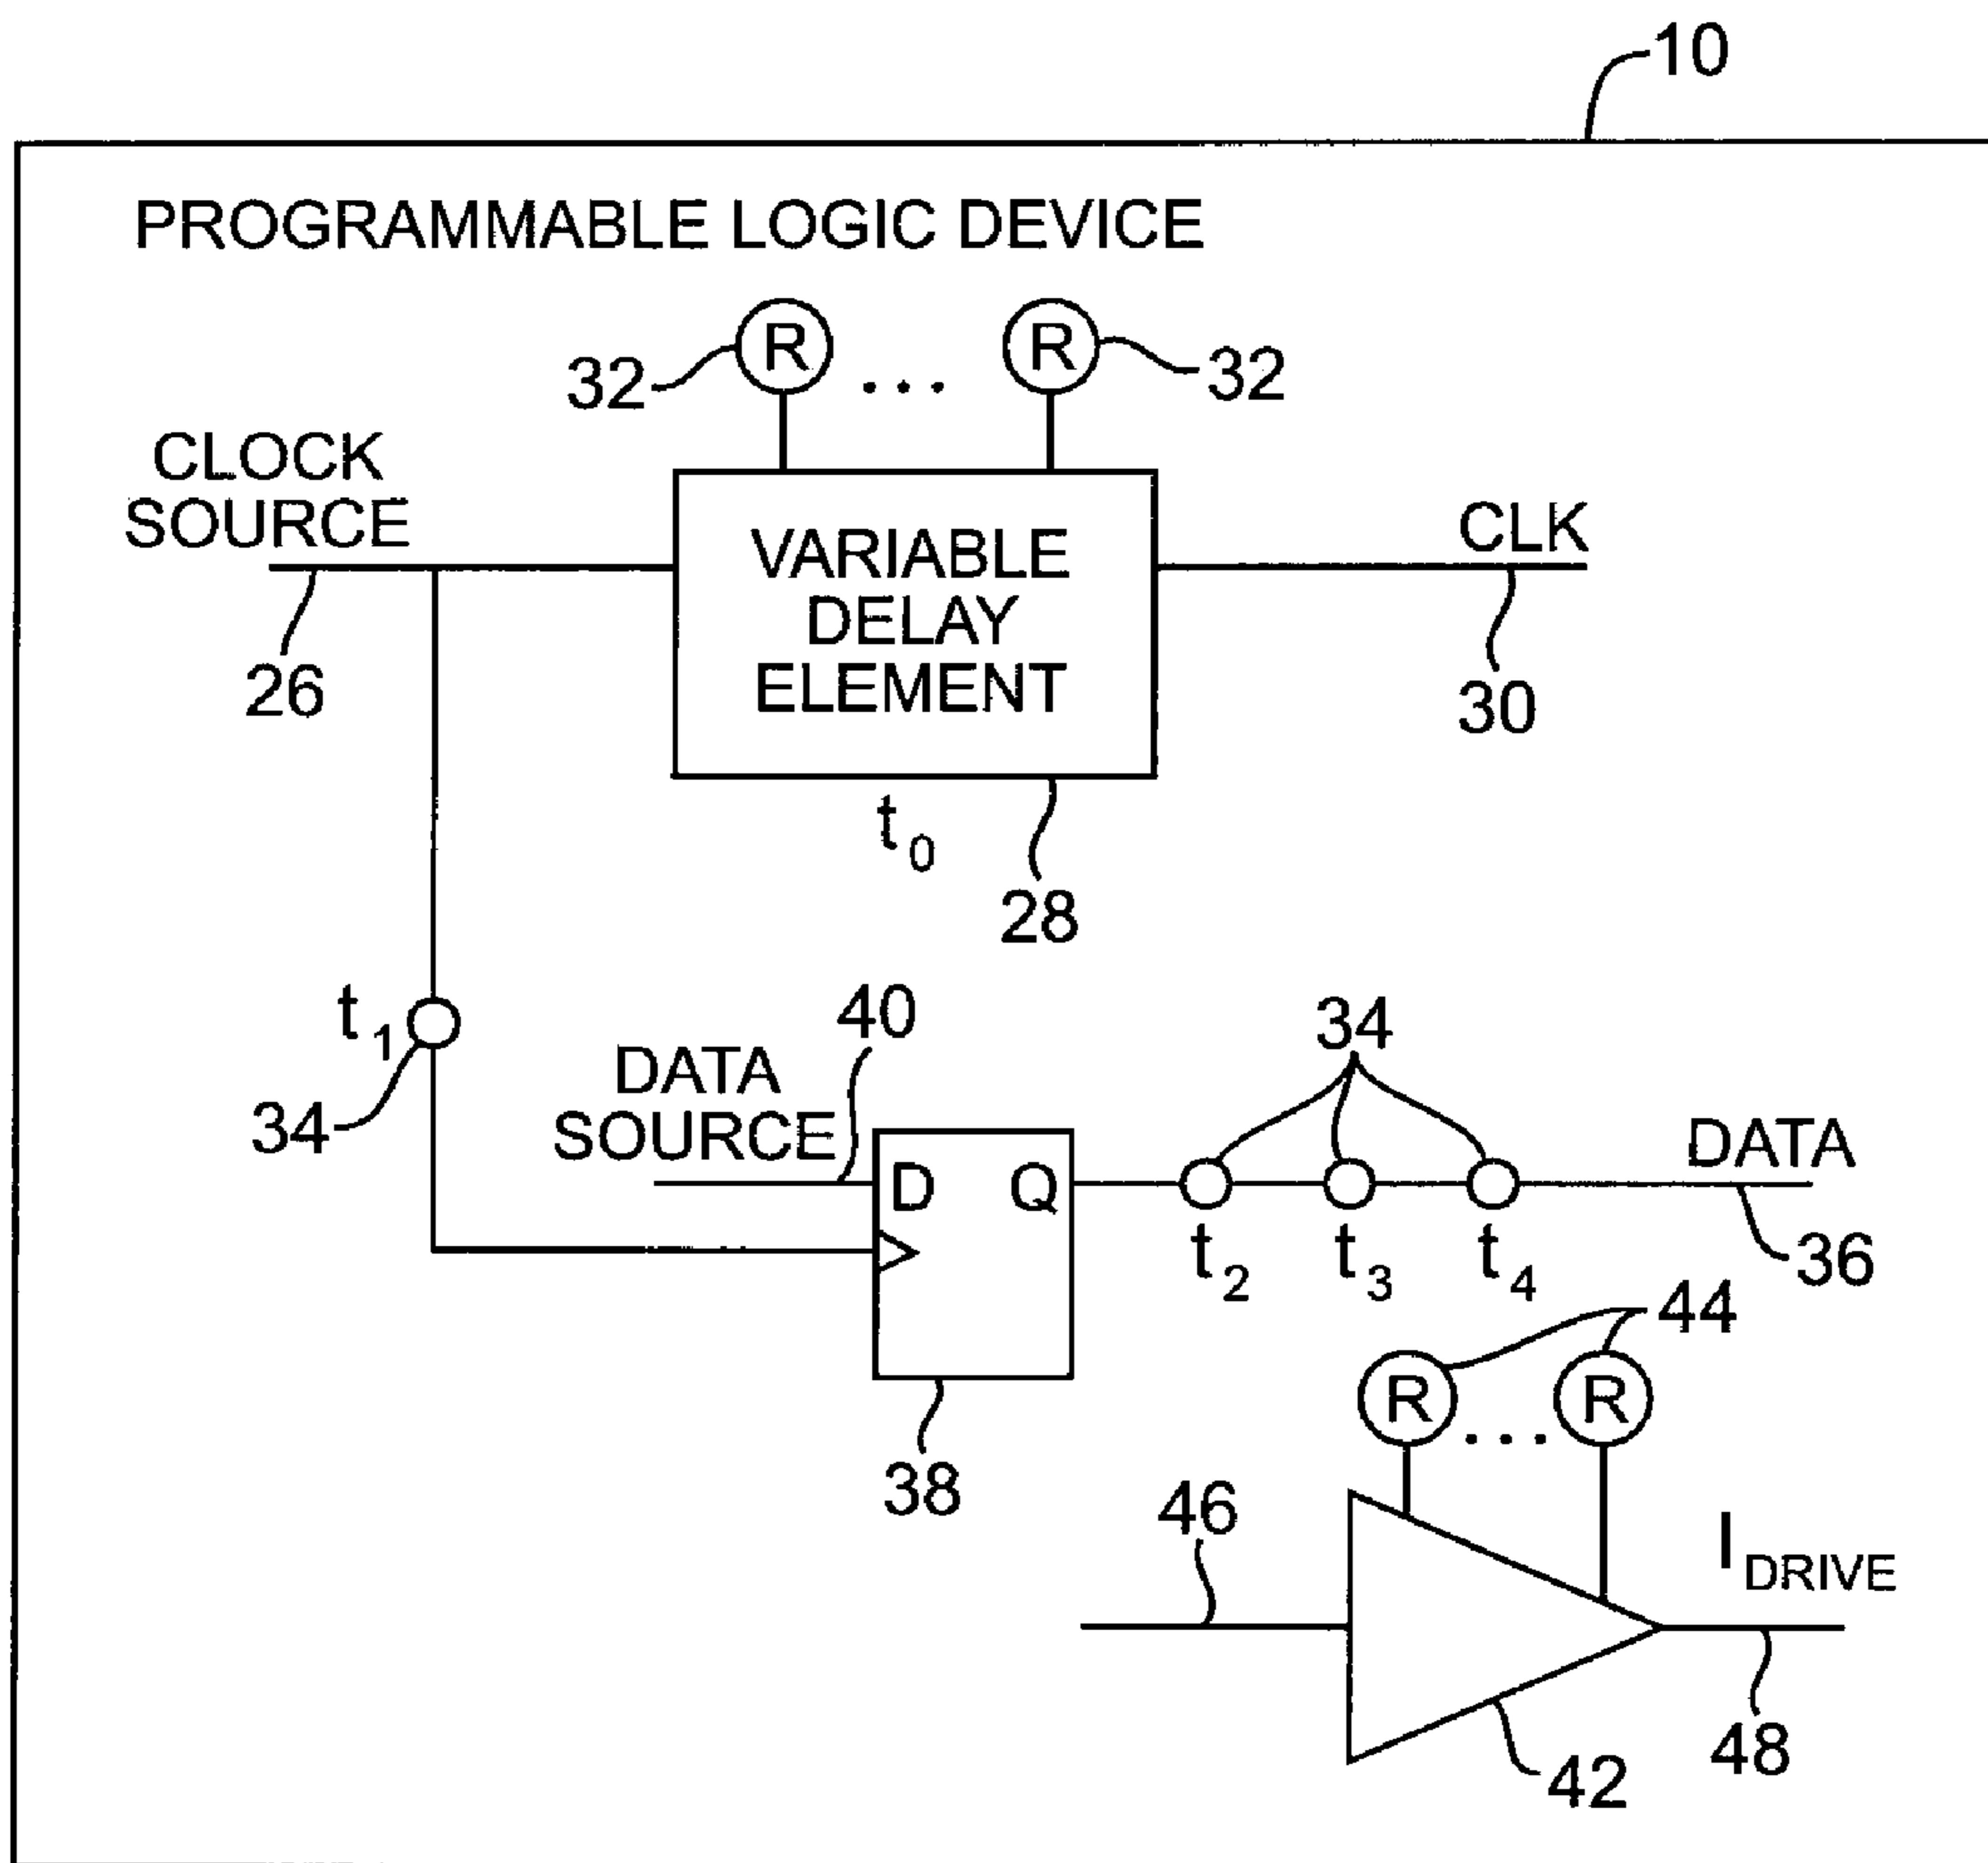 10
PROGRAMMABLE LOGIC DEVICE
R ... R
32
32
CLOCK
SOURCE
VARIABLE
DELAY
ELEMENT
CLK
26
30
t0
28
t1
34
40
DATA
SOURCE
34
D Q
DATA
t2 t3 t4
36
44
R ... R
38
46
IDRIVE
42
48